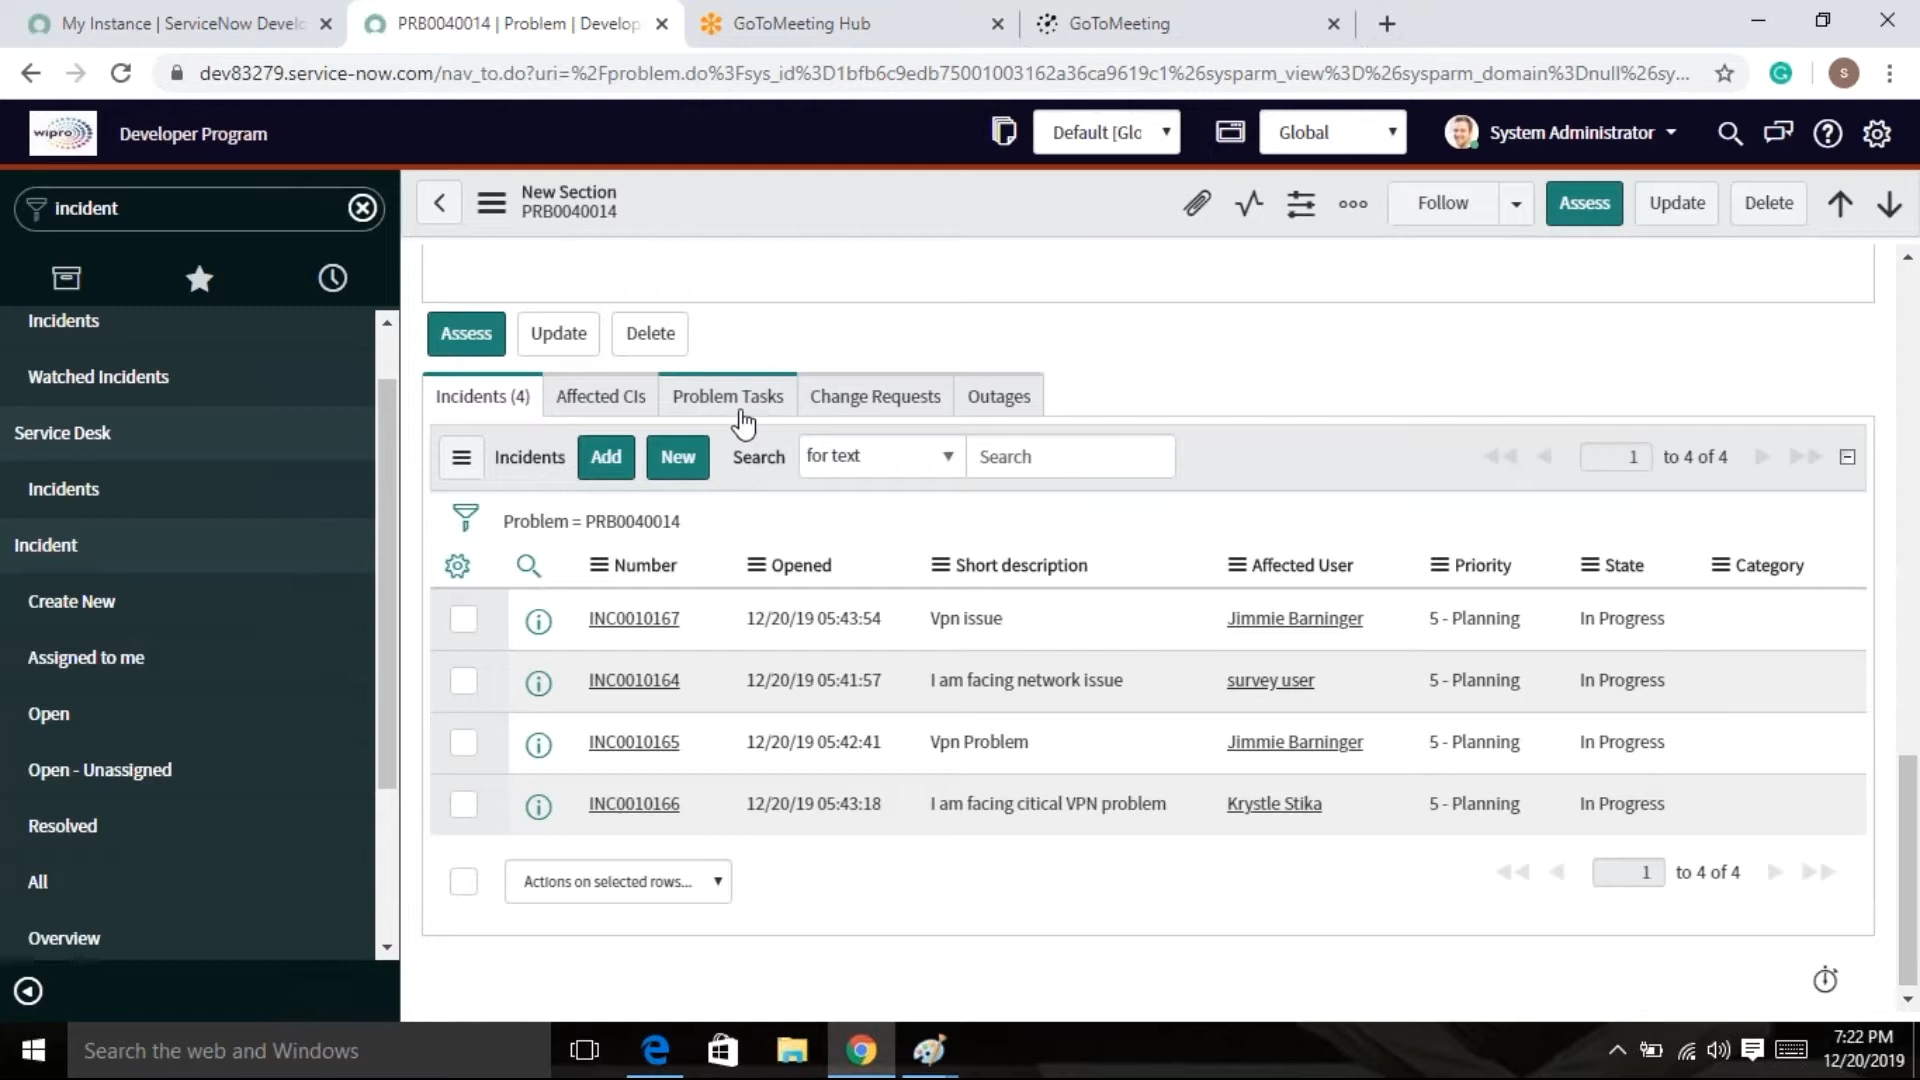 My Instance | ServiceNow Develo
PRB0040014 | Problem | Develop
GoToMeeting Hub
GoToMeeting
dev83279.service-now.com/nav_to.do?uri=%2Fproblem.do%3Fsys_id%3D1bfb6c9edb75001003162a36ca9619c1%26sysparm_view%3D%26sysparm_domain%3Dnull%26sy...
S
wipro
Developer Program
Default [Glo
Global
System Administrator
incident
New Section
PRB0040014
Follow
Assess
Update
Delete
Incidents
Watched Incidents
Service Desk
Incidents
Incident
Create New
Assigned to me
Open
Open - Unassigned
Resolved
All
Overview
Assess
Update
Delete
Incidents (4)
Affected CIs
Problem Tasks
Change Requests
Outages
Incidents
Add
New
Search
for text
Search
1 to 4 of 4
Problem = PRB0040014
Number Opened Short description Affected User Priority State Category
INC0010167 12/20/19 05:43:54 Vpn issue Jimmie Barninger 5 - Planning In Progress
INC0010164 12/20/19 05:41:57 I am facing network issue survey user 5 - Planning In Progress
INC0010165 12/20/19 05:42:41 Vpn Problem Jimmie Barninger 5 - Planning In Progress
INC0010166 12/20/19 05:43:18 I am facing citical VPN problem Krystle Stika 5 - Planning In Progress
Actions on selected rows...
1 to 4 of 4
Search the web and Windows
7:22 PM
12/20/2019